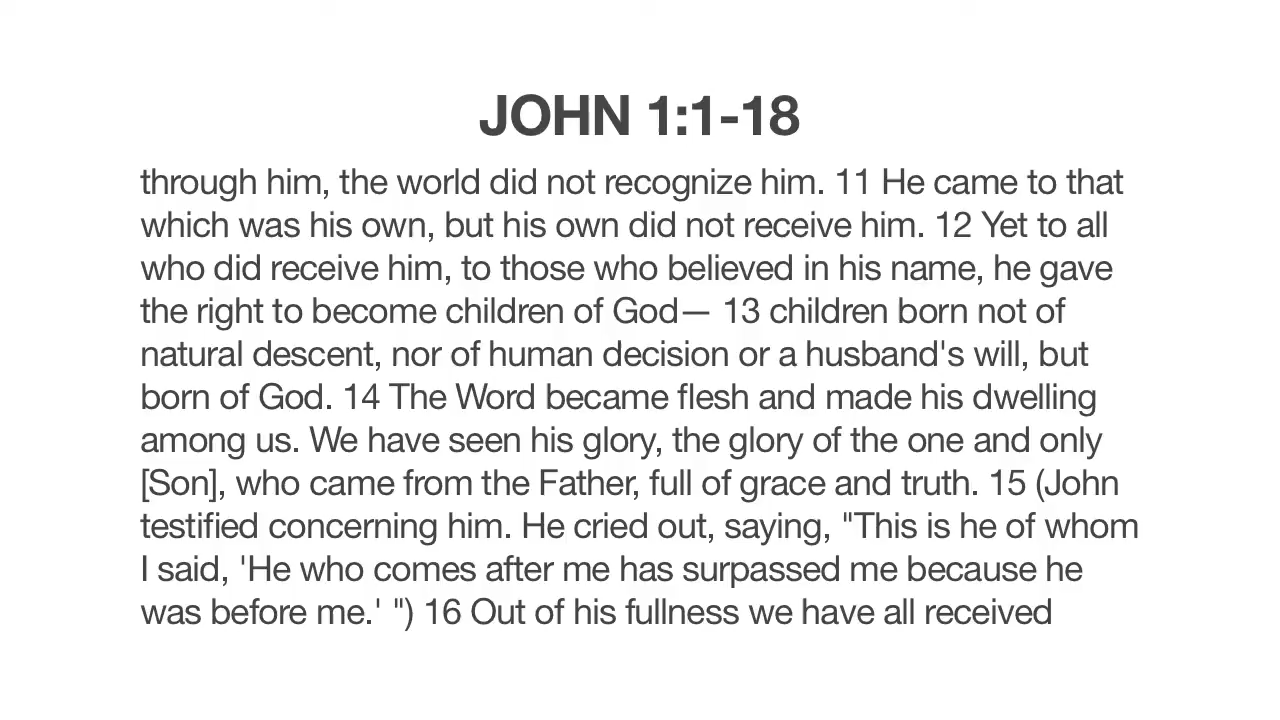 JOHN 1:1-18
through him, the world did not recognize him. 11 He came to that
which was his own, but his own did not receive him. 12 Yet to all
who did receive him, to those who believed in his name, he gave
the right to become children of God— 13 children born not of
natural descent, nor of human decision or a husband's will, but
born of God. 14 The Word became flesh and made his dwelling
among us. We have seen his glory, the glory of the one and only
[Son], who came from the Father, full of grace and truth. 15 (John
testified concerning him. He cried out, saying, "This is he of whom
I said, 'He who comes after me has surpassed me because he
was before me.' ") 16 Out of his fullness we have all received